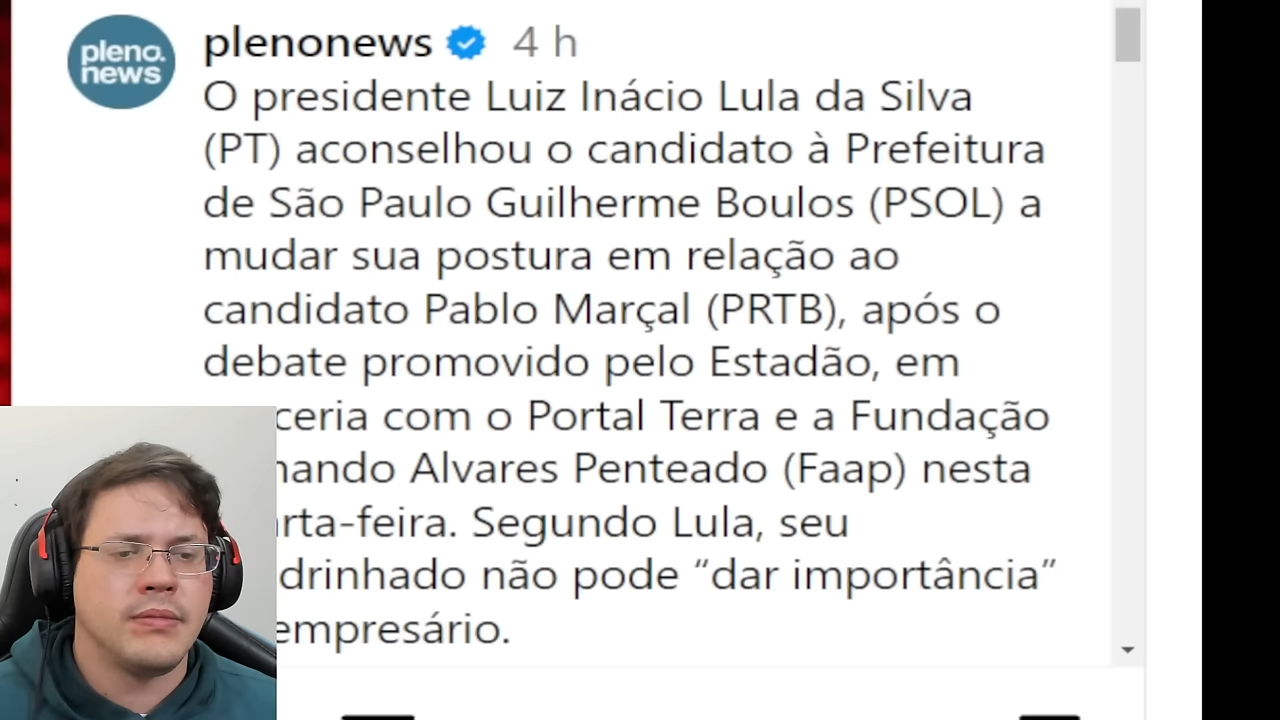 pleno.
news
plenonews 4 h
O presidente Luiz Inácio Lula da Silva
(PT) aconselhou o candidato à Prefeitura
de São Paulo Guilherme Boulos (PSOL) a
mudar sua postura em relação ao
candidato Pablo Marçal (PRTB), após o
debate promovido pelo Estadão, em
ceria com o Portal Terra e a Fundação
nando Alvares Penteado (Faap) nesta
rta-feira. Segundo Lula, seu
drinhado não pode “dar importância”
empresário.